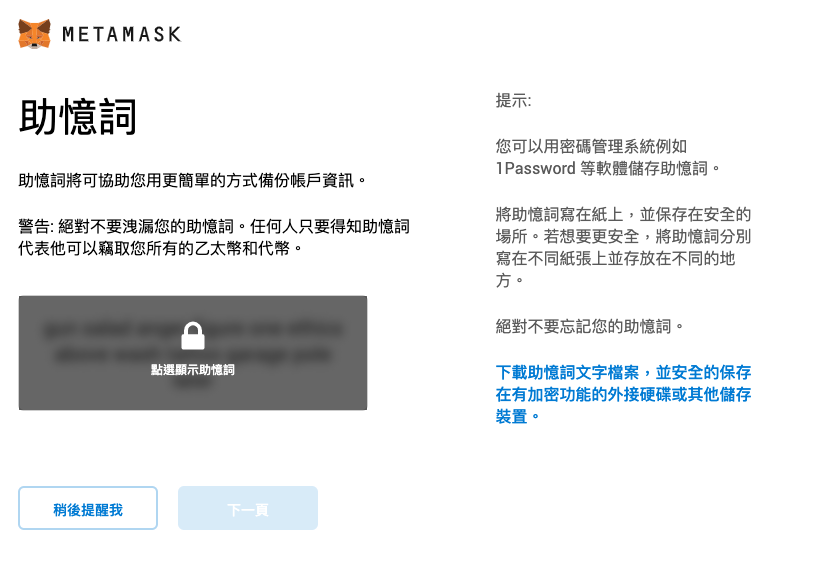 METAMASK
助憶詞
助憶詞將可協助您用更簡單的方式備份帳戶資訊。
警告: 絕對不要洩漏您的助憶詞。任何人只要得知助憶詞
代表他可以竊取您所有的乙太幣和代幣。
點選顯示助憶詞
稍後提醒我
下一頁
提示:
您可以用密碼管理系統例如
1Password 等軟體儲存助憶詞。
將助憶詞寫在紙上，並保存在安全的
場所。若想要更安全，將助憶詞分別
寫在不同紙張上並存放在不同的地
方。
絕對不要忘記您的助憶詞。
下載助憶詞文字檔案，並安全的保存
在有加密功能的外接硬碟或其他儲存
裝置。